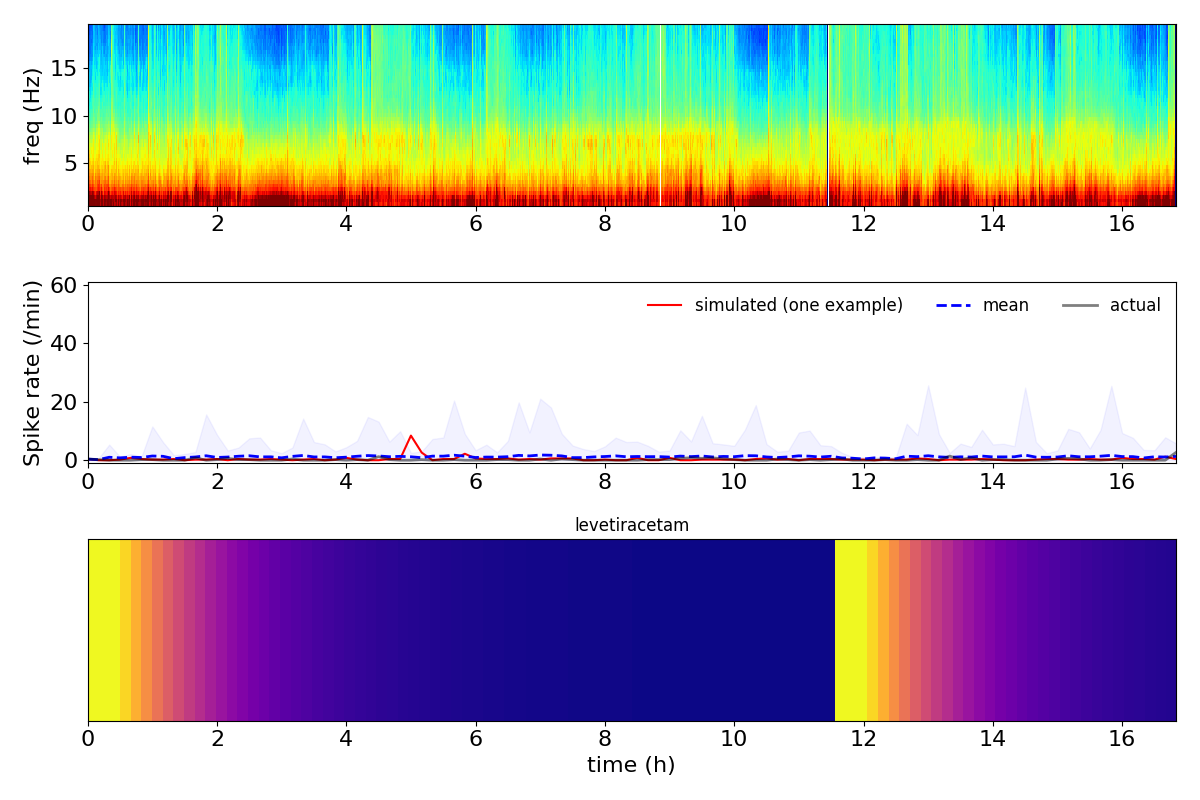 freq (Hz)
15
10
5
0 2 4 6 8 10 12 14 16
Spike rate (/min)
60
40
20
0
simulated (one example) mean actual
0 2 4 6 8 10 12 14 16
levetiracetam
0 2 4 6 8 10 12 14 16
time (h)